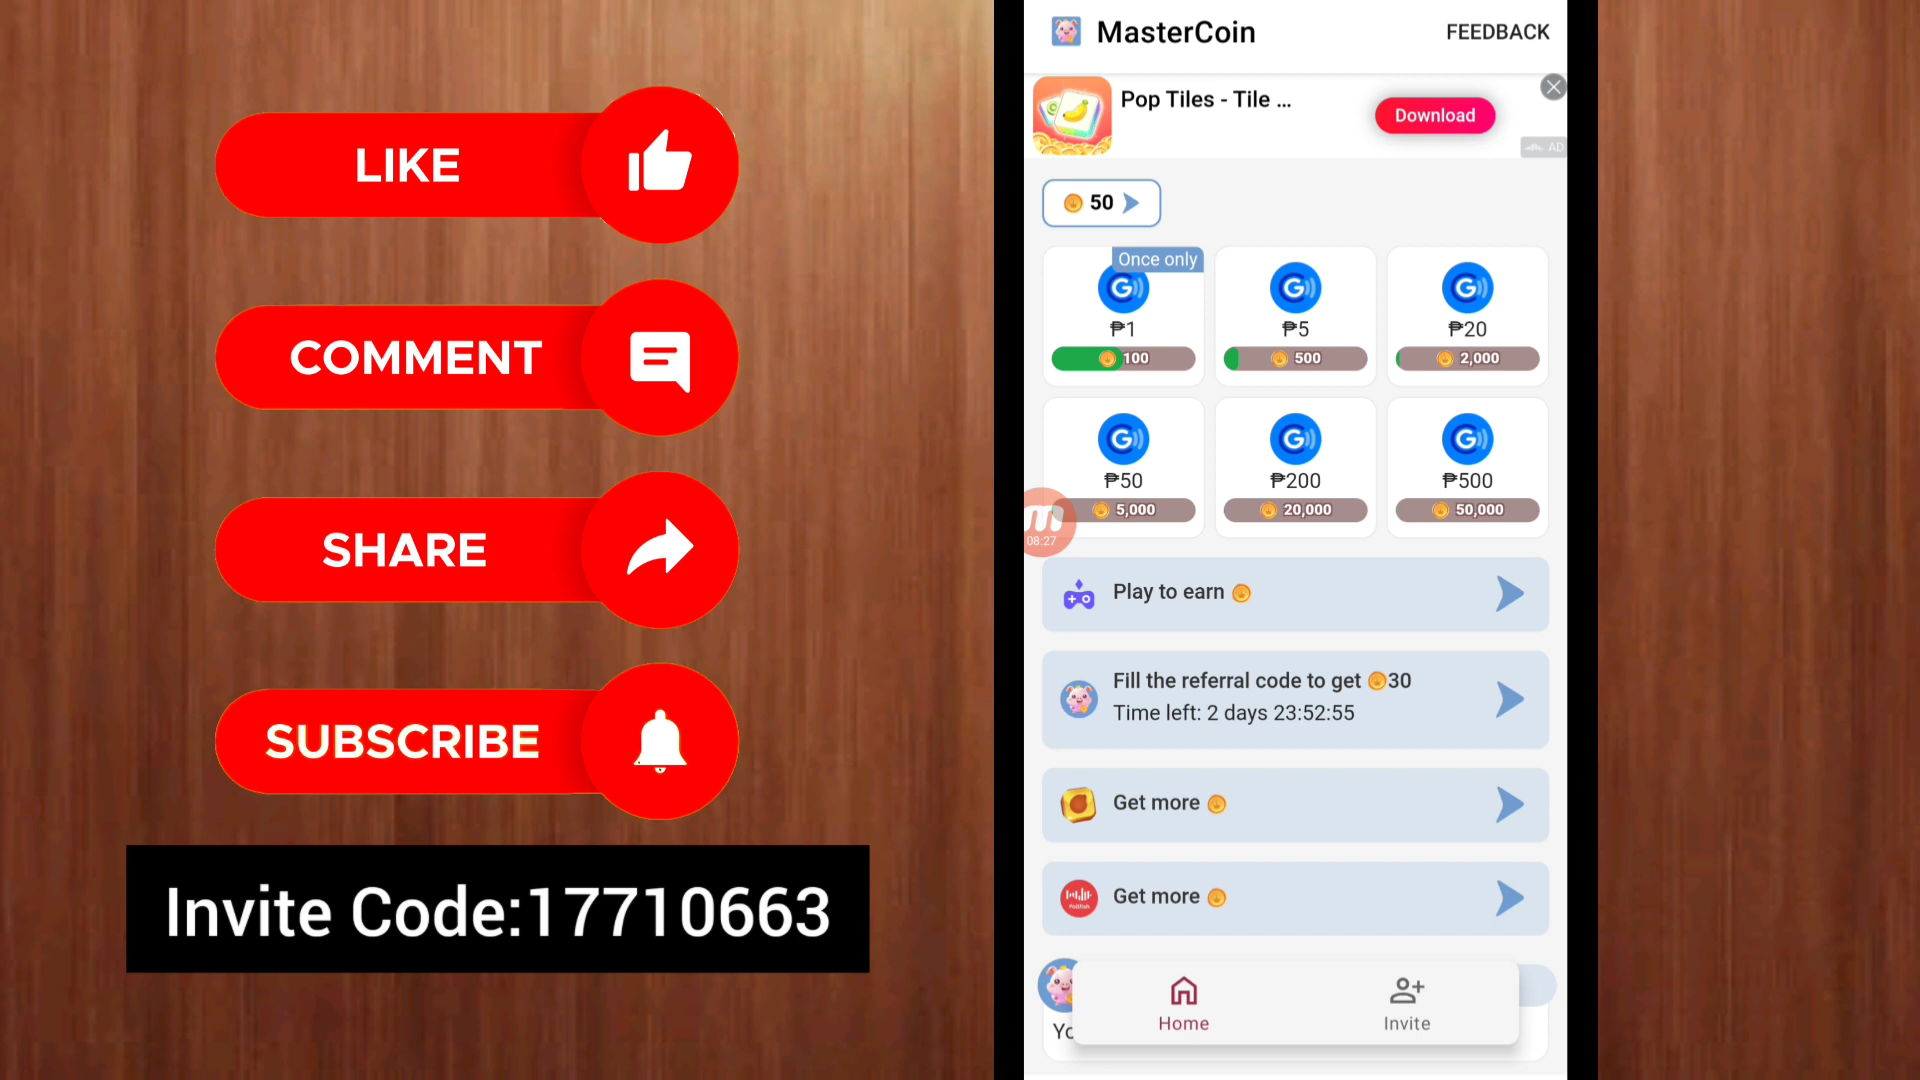 LIKE
COMMENT
SHARE
SUBSCRIBE
Invite Code:17710663
MasterCoin
FEEDBACK
Pop Tiles - Tile ...
Download
AD
50
Once only
₱1
₱5
₱20
100
500
2,000
₱50
₱200
₱500
5,000
20,000
50,000
08:27
Play to earn
Fill the referral code to get 30
Time left: 2 days 23:52:55
Get more
Get more
Home
Invite